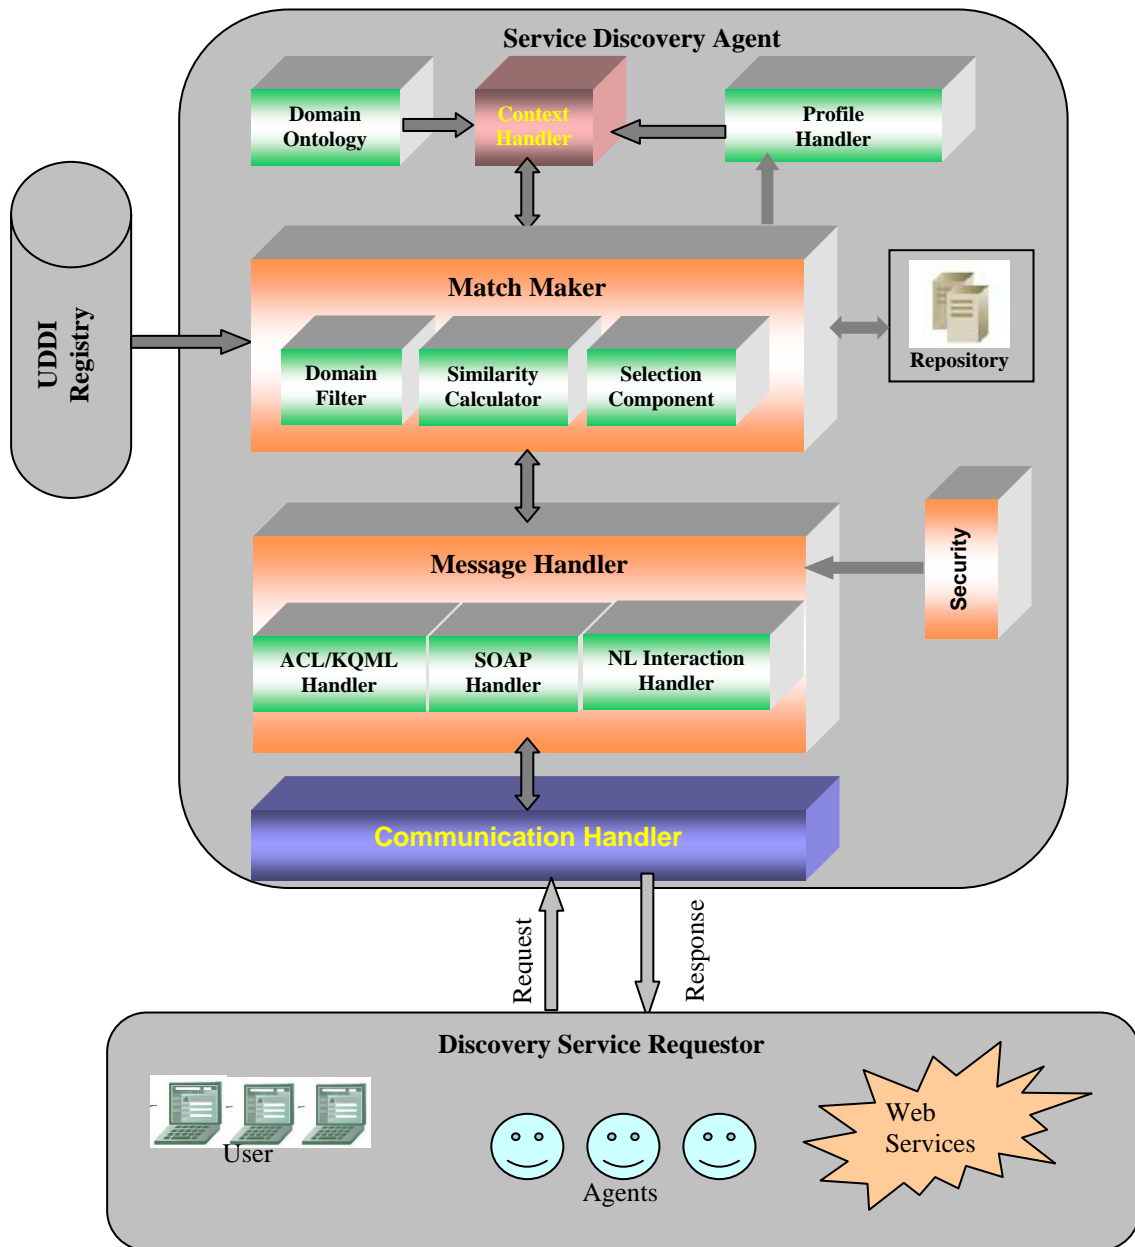 Service Discovery Agent
Domain
Ontology
Context
Handler
Profile
Handler
UDDI
Registry
Match Maker
Domain
Filter
Similarity
Calculator
Selection
Component
Repository
Message Handler
Security
ACL/KQML
Handler
SOAP
Handler
NL Interaction
Handler
Communication Handler
Request
Response
Discovery Service Requestor
User
Agents
Web
Services